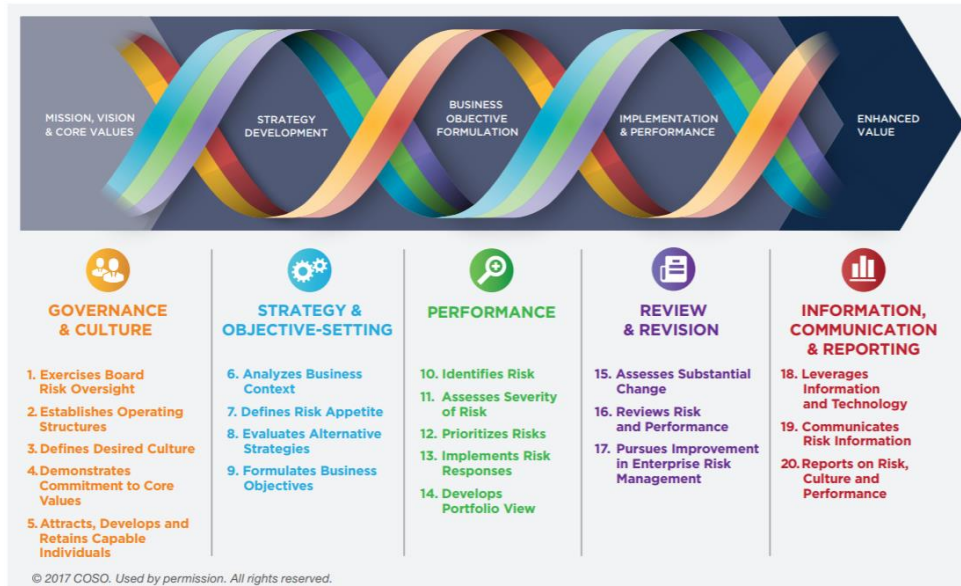 MISSION, VISION
& CORE VALUES
STRATEGY
DEVELOPMENT
BUSINESS
OBJECTIVE
FORMULATION
IMPLEMENTATION
& PERFORMANCE
ENHANCED
VALUE
GOVERNANCE
& CULTURE
1. Exercises Board
Risk Oversight
2. Establishes Operating
Structures
3. Defines Desired Culture
4. Demonstrates
Commitment to Core
Values
5. Attracts, Develops and
Retains Capable
Individuals
STRATEGY &
OBJECTIVE-SETTING
6. Analyzes Business
Context
7. Defines Risk Appetite
8. Evaluates Alternative
Strategies
9. Formulates Business
Objectives
PERFORMANCE
10. Identifies Risk
11. Assesses Severity
of Risk
12. Prioritizes Risks
13. Implements Risk
Responses
14. Develops
Portfolio View
REVIEW
& REVISION
15. Assesses Substantial
Change
16. Reviews Risk
and Performance
17. Pursues Improvement
in Enterprise Risk
Management
INFORMATION,
COMMUNICATION
& REPORTING
18. Leverages
Information
and Technology
19. Communicates
Risk Information
20. Reports on Risk,
Culture and
Performance
© 2017 COSO. Used by permission. All rights reserved.